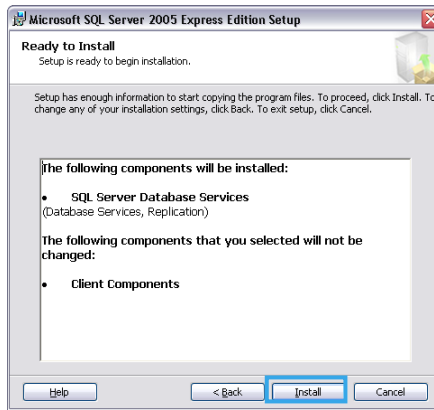 Microsoft SQL Server 2005 Express Edition Setup
Ready to Install
Setup is ready to begin installation.
Setup has enough information to start copying the program files. To proceed, click Install. To
change any of your installation settings, click Back. To exit setup, click Cancel.
The following components will be installed:
• SQL Server Database Services
(Database Services, Replication)
The following components that you selected will not be
changed:
• Client Components
Help
< Back
Install
Cancel